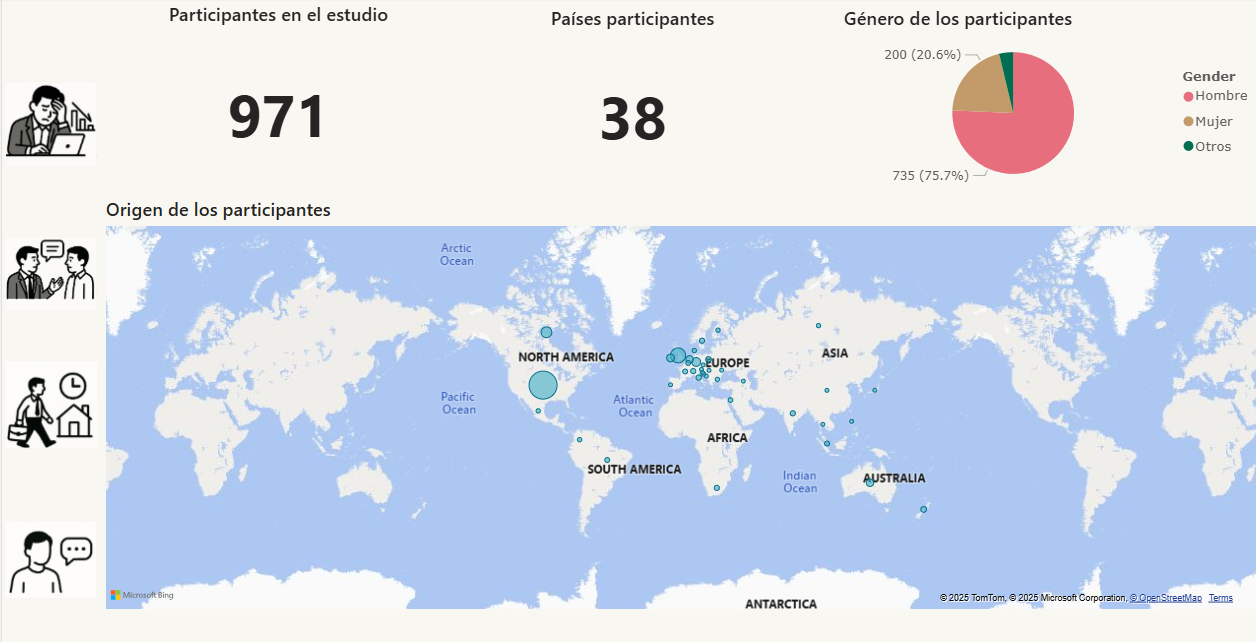 Participantes en el estudio
Países participantes
Género de los participantes
971
38
200 (20.6%)
735 (75.7%)
Gender
Hombre
Mujer
Otros
Origen de los participantes
Arctic
Ocean
NORTH AMERICA
EUROPE
ASIA
Pacific
Ocean
Atlantic
Ocean
AFRICA
SOUTH AMERICA
Indian
Ocean
AUSTRALIA
ANTARCTICA
Microsoft Bing
© 2025 TomTom, © 2025 Microsoft Corporation, © OpenStreetMap Terms